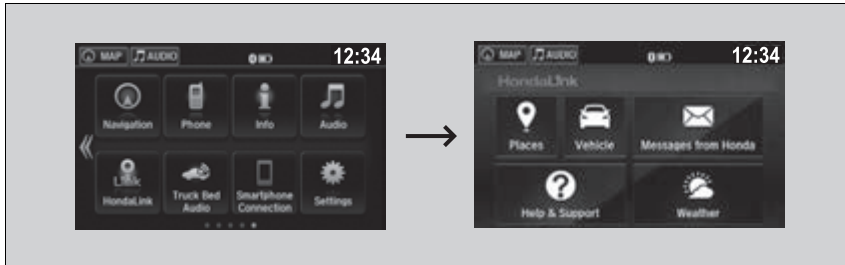 MAP AUDIO 12:34
Navigation Phone Info Audio
Link
HondaLink Truck Bed Audio Smartphone Connection Settings
MAP AUDIO 12:34
HondaLink
Places Vehicle Messages from Honda
Help & Support Weather